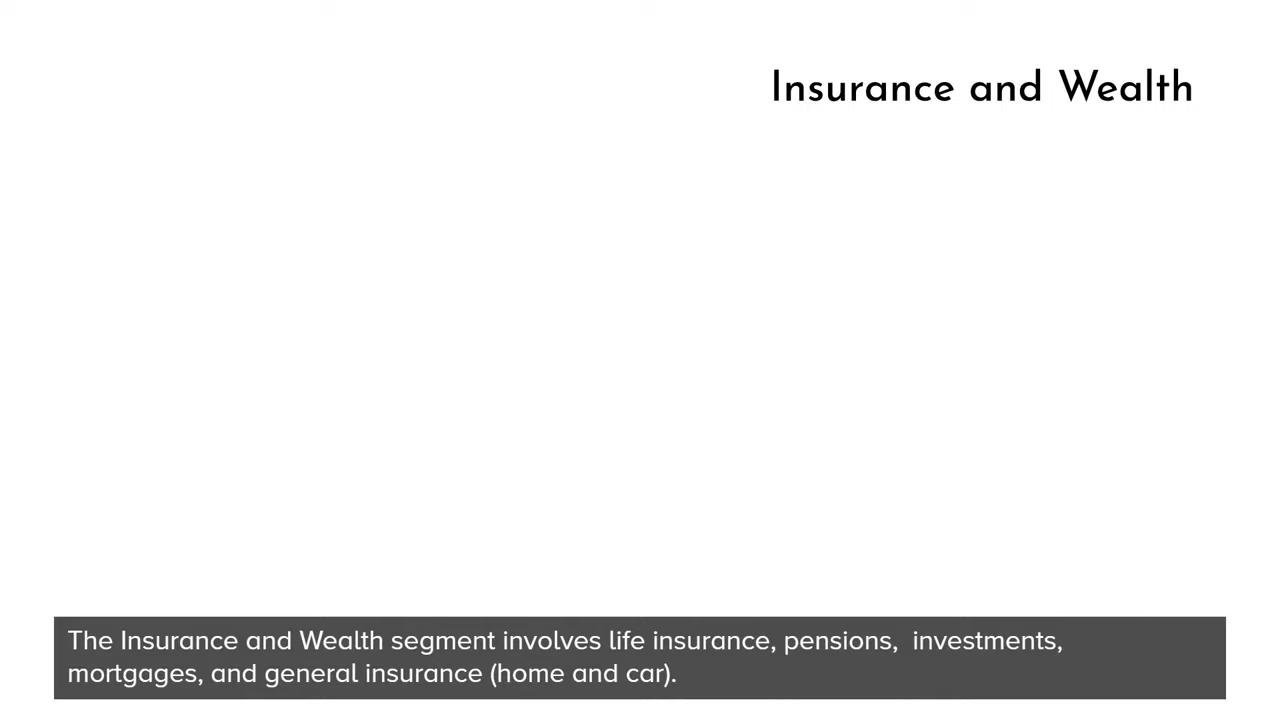 Insurance and Wealth
The Insurance and Wealth segment involves life insurance, pensions,  investments,
mortgages, and general insurance (home and car).